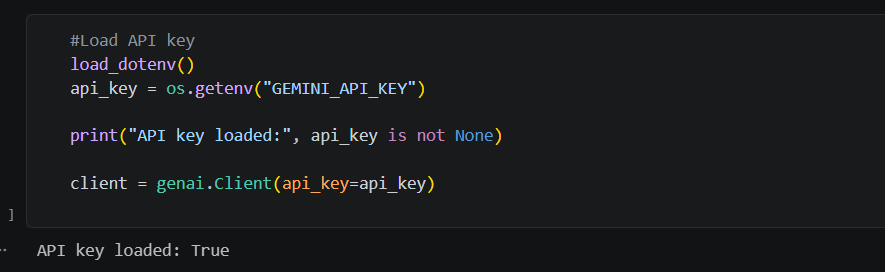 #Load API key
load_dotenv()
api_key = os.getenv("GEMINI_API_KEY")
print("API key loaded:", api_key is not None)
client = genai.Client(api_key=api_key)
]
API key loaded: True